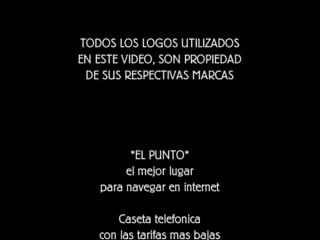 TODOS LOS LOGOS UTILIZADOS
EN ESTE VIDEO, SON PROPIEDAD
DE SUS RESPECTIVAS MARCAS
*EL PUNTO*
el mejor lugar
para navegar en internet
Caseta telefonica
con las tarifas mas bajas